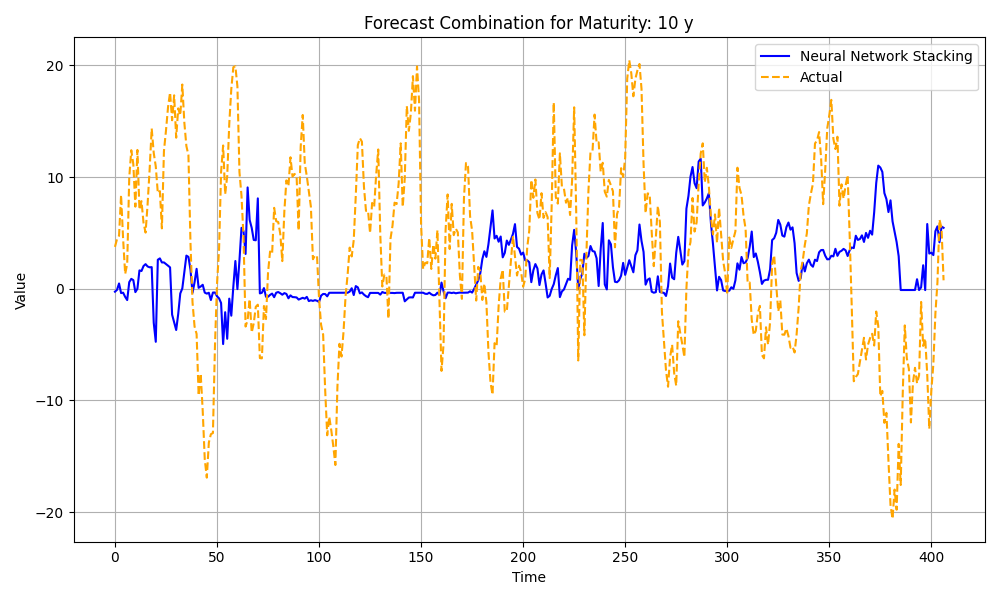 Forecast Combination for Maturity: 10 y
Neural Network Stacking
Actual
Value
20
10
0
−10
−20
0 50 100 150 200 250 300 350 400
Time